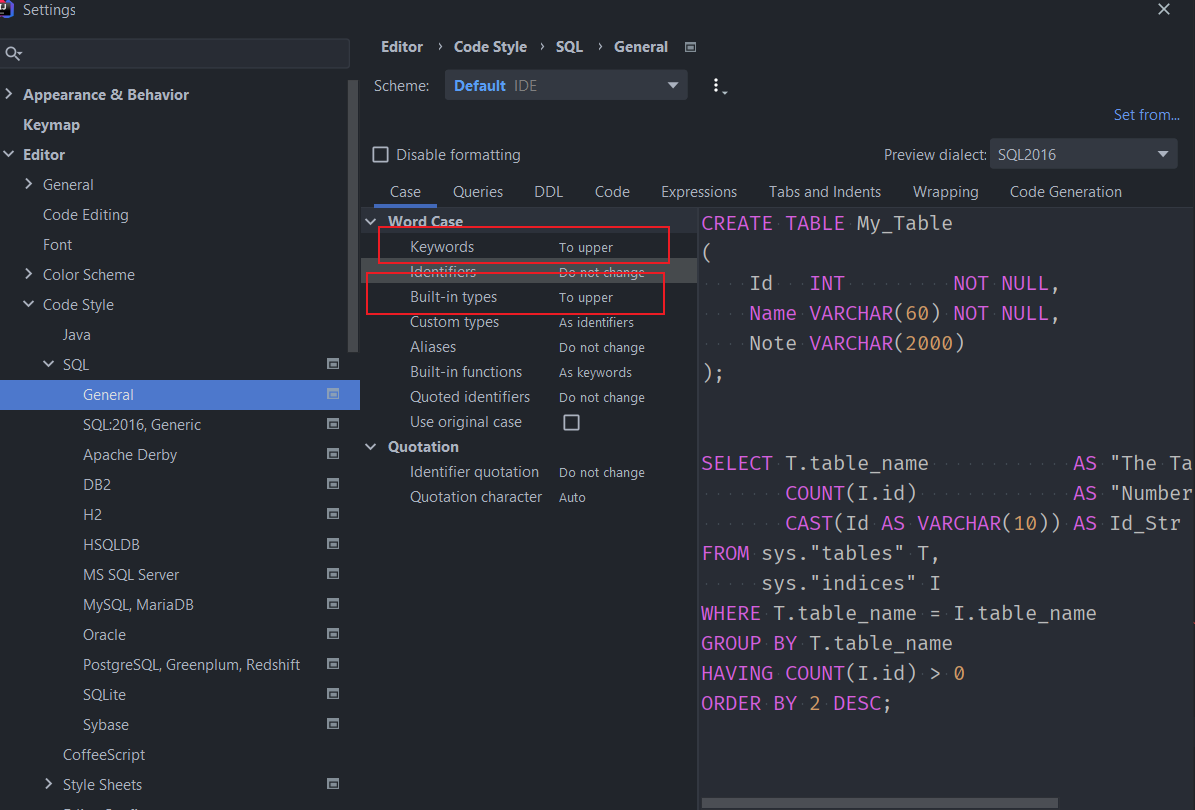 Settings
Editor › Code Style › SQL › General
Scheme: Default IDE
Set from...
Disable formatting
Preview dialect: SQL2016
Case Queries DDL Code Expressions Tabs and Indents Wrapping Code Generation
Appearance & Behavior
Keymap
Editor
General
Code Editing
Font
Color Scheme
Code Style
Java
SQL
General
SQL:2016, Generic
Apache Derby
DB2
H2
HSQLDB
MS SQL Server
MySQL, MariaDB
Oracle
PostgreSQL, Greenplum, Redshift
SQLite
Sybase
CoffeeScript
Style Sheets
Word Case
Keywords To upper
Identifiers Do not change
Built-in types To upper
Custom types As identifiers
Aliases Do not change
Built-in functions As keywords
Quoted identifiers Do not change
Use original case
Quotation
Identifier quotation Do not change
Quotation character Auto
CREATE TABLE My_Table
(
    Id   INT         NOT NULL,
    Name VARCHAR(60) NOT NULL,
    Note VARCHAR(2000)
);
SELECT T.table_name            AS "The Ta
       COUNT(I.id)             AS "Number
       CAST(Id AS VARCHAR(10)) AS Id_Str
FROM sys."tables" T,
     sys."indices" I
WHERE T.table_name = I.table_name
GROUP BY T.table_name
HAVING COUNT(I.id) > 0
ORDER BY 2 DESC;